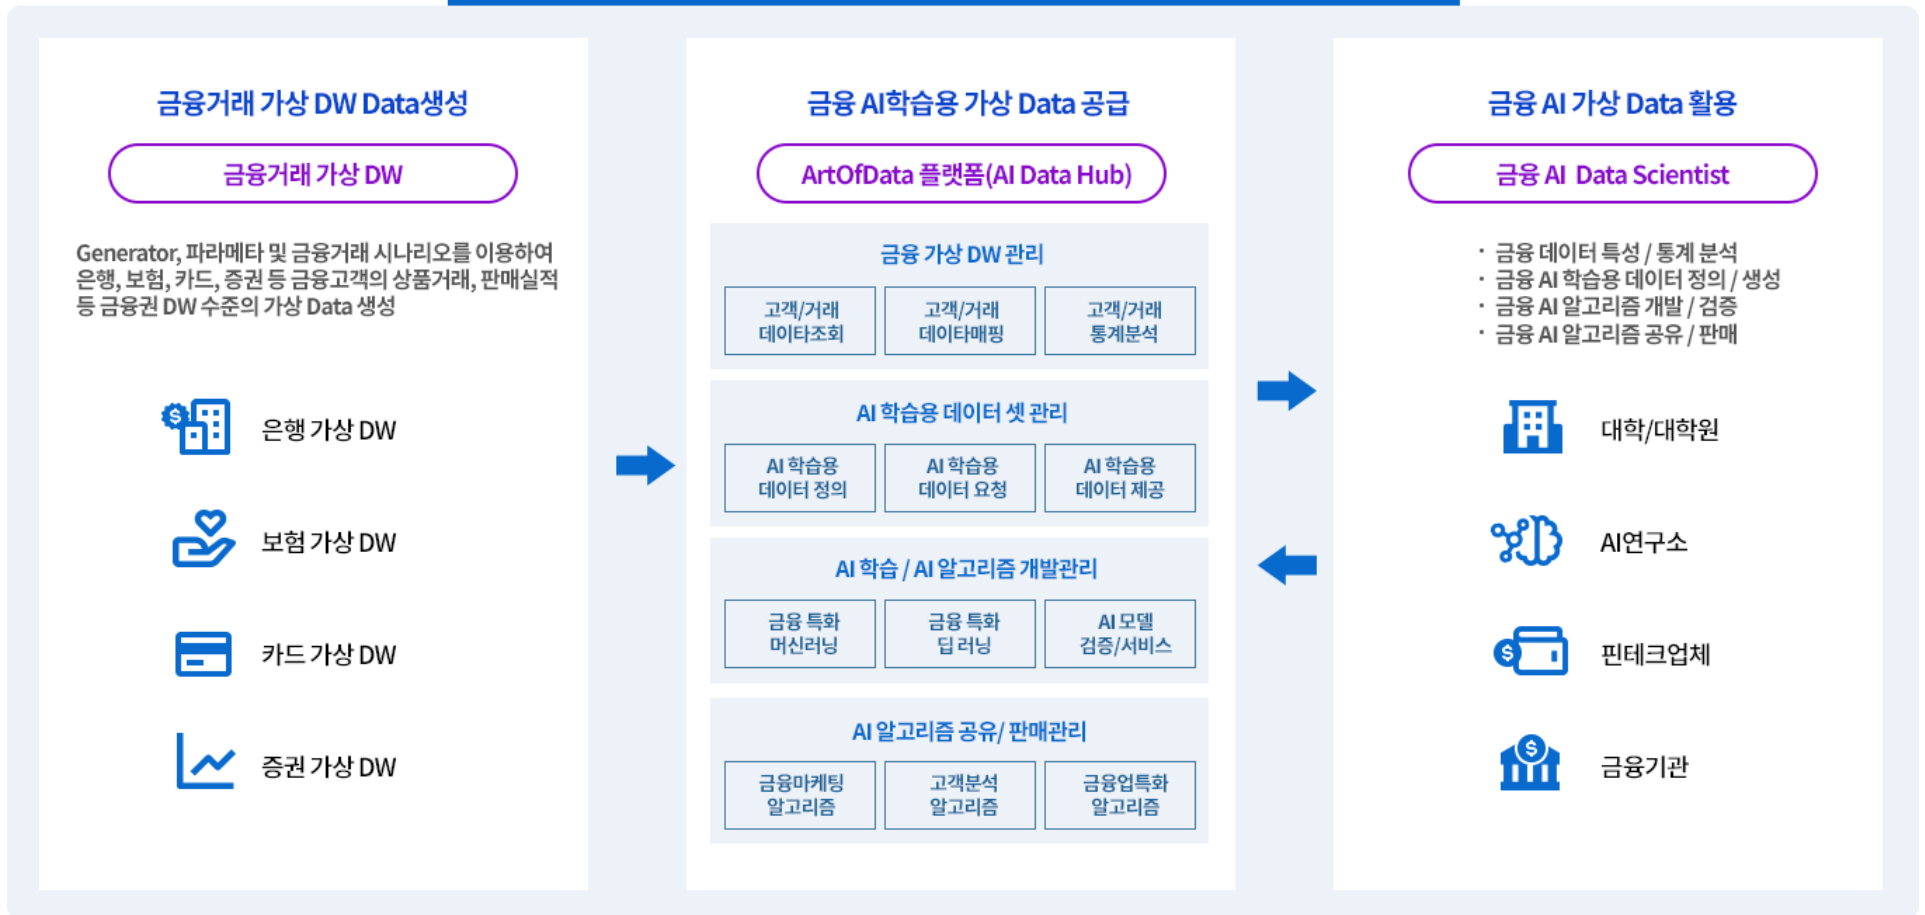 금융거래 가상 DW Data생성
금융거래 가상 DW
Generator, 파라메타 및 금융거래 시나리오를 이용하여
은행, 보험, 카드, 증권 등 금융고객의 상품거래, 판매실적
등 금융권 DW 수준의 가상 Data 생성
은행 가상 DW
보험 가상 DW
카드 가상 DW
증권 가상 DW
금융 AI학습용 가상 Data 공급
ArtOfData 플랫폼(AI Data Hub)
금융 가상 DW 관리
고객/거래
데이타조회
고객/거래
데이타매핑
고객/거래
통계분석
AI 학습용 데이터 셋 관리
AI 학습용
데이터 정의
AI 학습용
데이터 요청
AI 학습용
데이터 제공
AI 학습 / AI 알고리즘 개발관리
금융 특화
머신러닝
금융 특화
딥 러닝
AI 모델
검증/서비스
AI 알고리즘 공유/ 판매관리
금융마케팅
알고리즘
고객분석
알고리즘
금융업특화
알고리즘
금융 AI 가상 Data 활용
금융 AI Data Scientist
· 금융 데이터 특성 / 통계 분석
· 금융 AI 학습용 데이터 정의 / 생성
· 금융 AI 알고리즘 개발 / 검증
· 금융 AI 알고리즘 공유 / 판매
대학/대학원
AI연구소
핀테크업체
금융기관